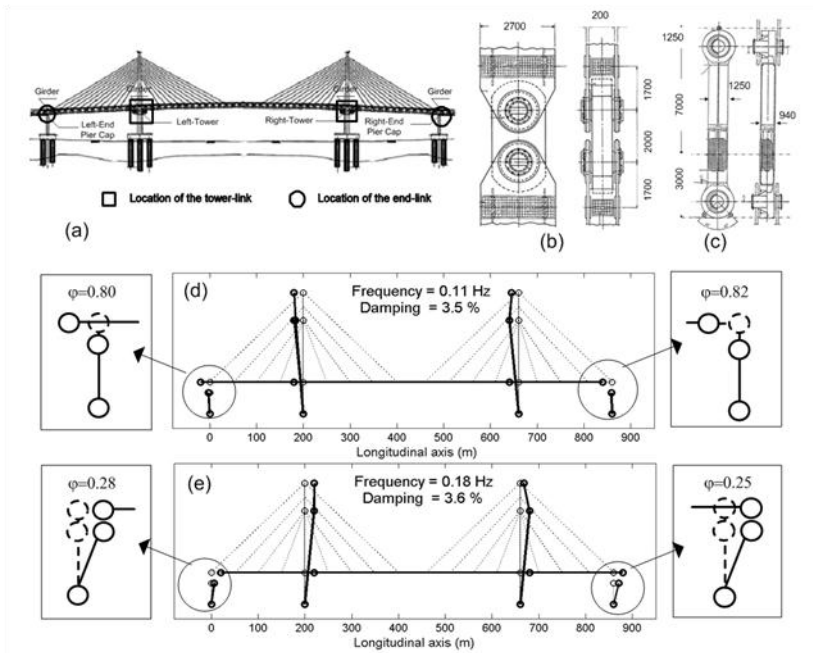 Girder
Girder
Girder
Girder
Left-End
Pier Cap
Left-Tower
Right-Tower
Right-End
Pier Cap
Location of the tower-link
Location of the end-link
(a)
2700
200
1700
2000
1700
(b)
1250
7000
1250
940
3000
(c)
φ=0.80
(d)
Frequency = 0.11 Hz
Damping = 3.5 %
φ=0.82
0 100 200 300 400 500 600 700 800 900
Longitudinal axis (m)
φ=0.28
(e)
Frequency = 0.18 Hz
Damping = 3.6 %
φ=0.25
0 100 200 300 400 500 600 700 800 900
Longitudinal axis (m)